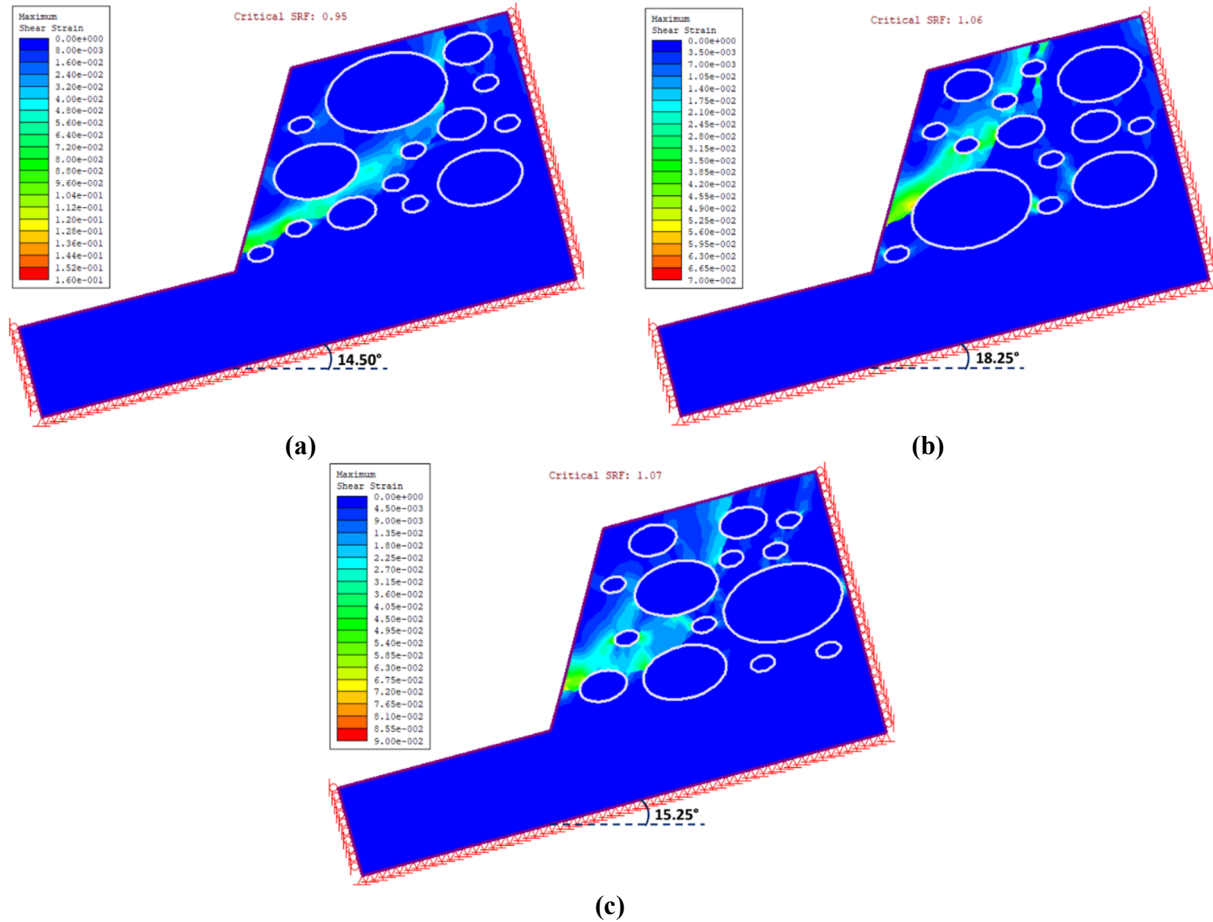 Maximum
Shear Strain
0.00e+000
8.00e-003
1.60e-002
2.40e-002
3.20e-002
4.00e-002
4.80e-002
5.60e-002
6.40e-002
7.20e-002
8.00e-002
8.80e-002
9.60e-002
1.04e-001
1.12e-001
1.20e-001
1.28e-001
1.36e-001
1.44e-001
1.52e-001
1.60e-001
Critical SRF: 0.95
14.50°
(a)
Maximum
Shear Strain
0.00e+000
3.50e-003
7.00e-003
1.05e-002
1.40e-002
1.75e-002
2.10e-002
2.45e-002
2.80e-002
3.15e-002
3.50e-002
3.85e-002
4.20e-002
4.55e-002
4.90e-002
5.25e-002
5.60e-002
5.95e-002
6.30e-002
6.65e-002
7.00e-002
Critical SRF: 1.06
18.25°
(b)
Maximum
Shear Strain
0.00e+000
4.50e-003
9.00e-003
1.35e-002
1.80e-002
2.25e-002
2.70e-002
3.15e-002
3.60e-002
4.05e-002
4.50e-002
4.95e-002
5.40e-002
5.85e-002
6.30e-002
6.75e-002
7.20e-002
7.65e-002
8.10e-002
8.55e-002
9.00e-002
Critical SRF: 1.07
15.25°
(c)